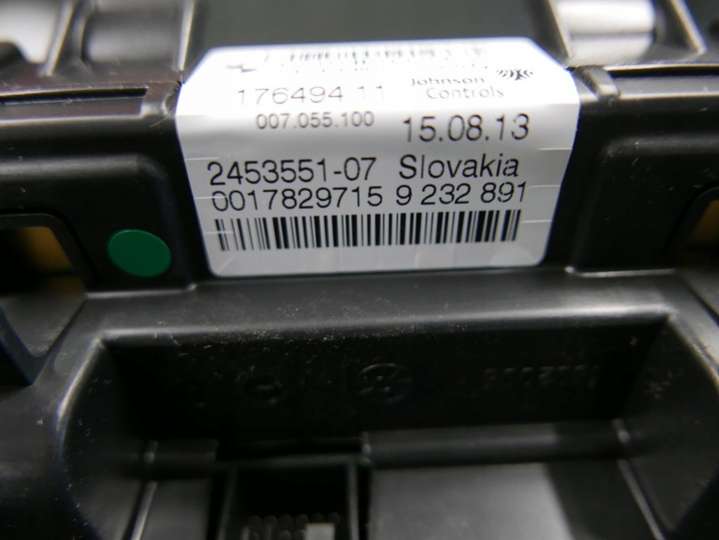 176494 11 Johnson Controls
007.055.100 15.08.13
2453551-07 Slovakia
0017829715 9 232 891